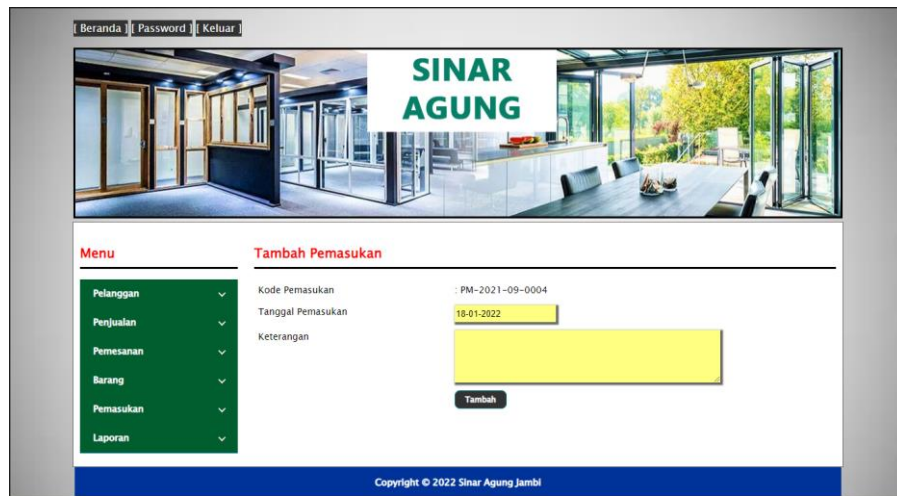 [ Beranda ] [ Password ] [ Keluar ]
SINAR
AGUNG
Menu
Pelanggan
Penjualan
Pemesanan
Barang
Pemasukan
Laporan
Tambah Pemasukan
Kode Pemasukan : PM-2021-09-0004
Tanggal Pemasukan 18-01-2022
Keterangan
Tambah
Copyright © 2022 Sinar Agung Jambi